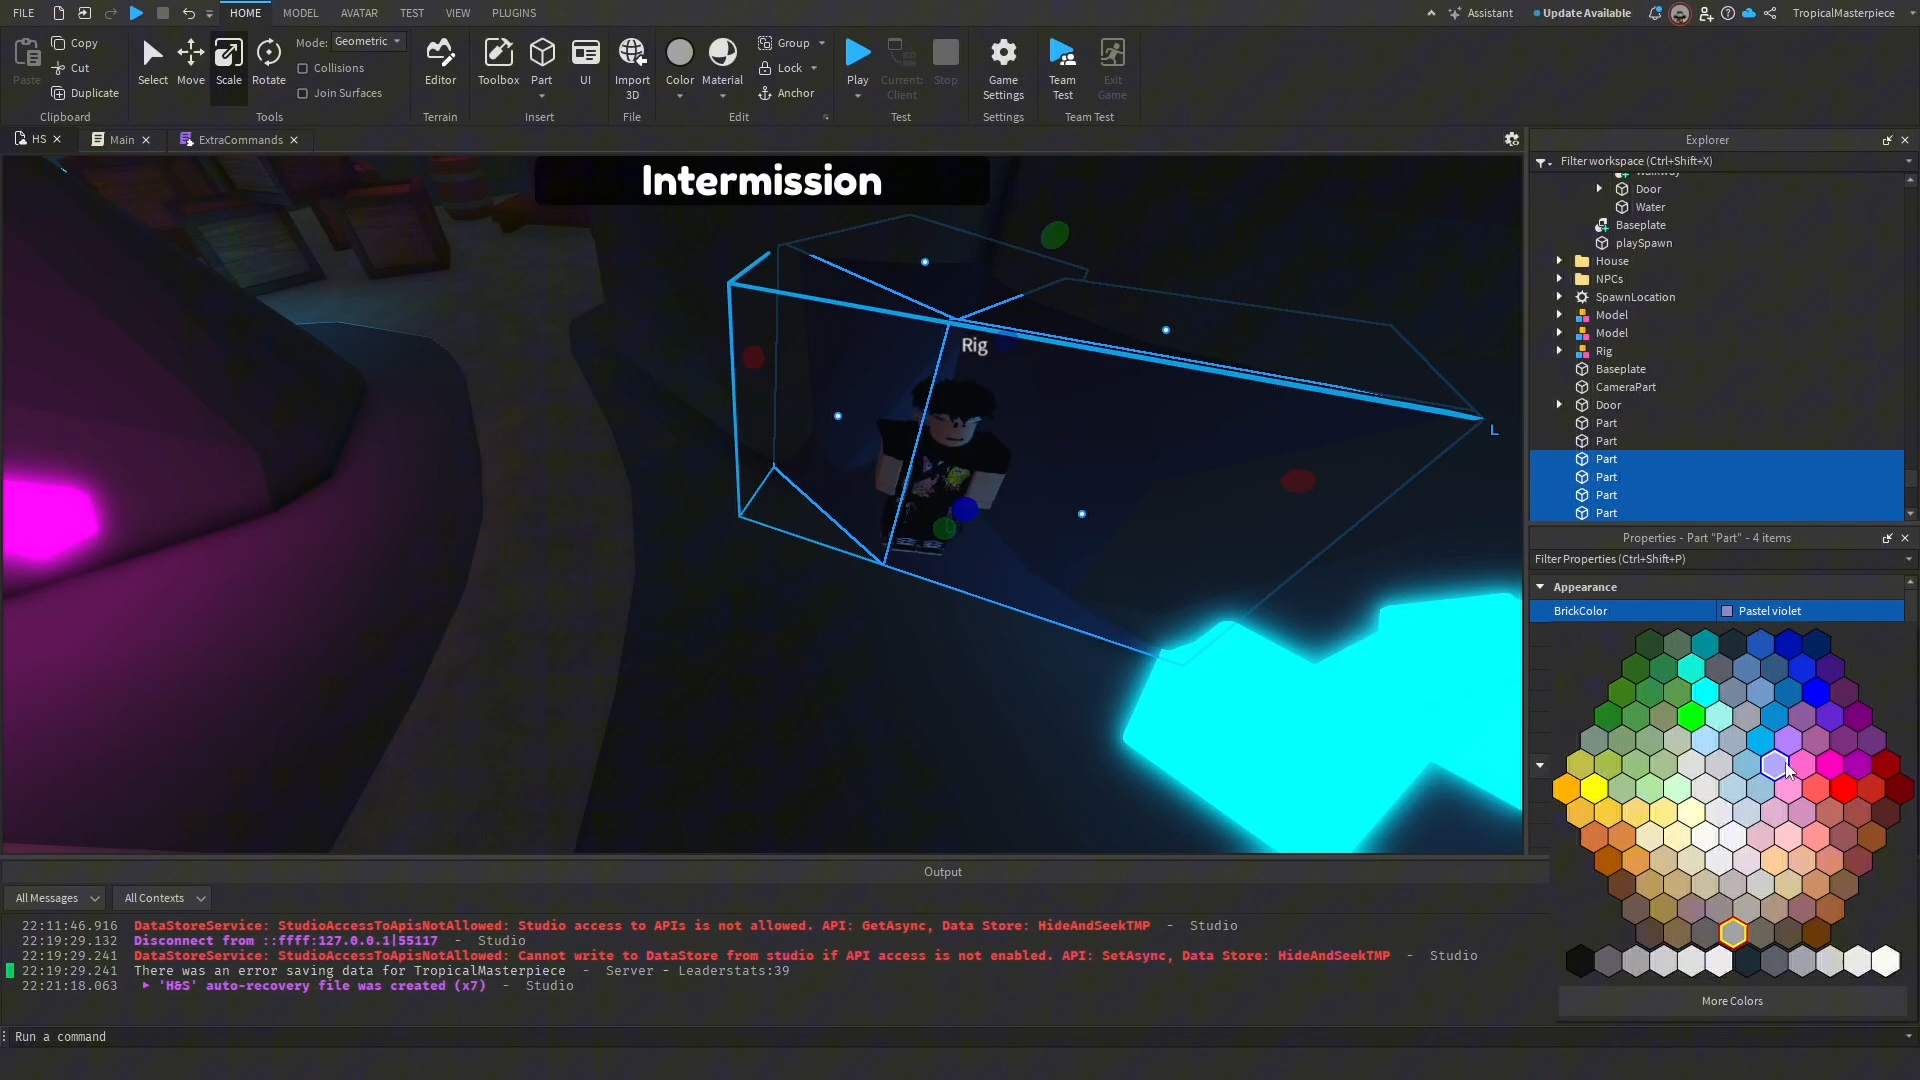 FILE HOME MODEL AVATAR TEST VIEW PLUGINS Assistant Update Available TropicalMasterpiece
Paste
Copy
Cut
Duplicate
Clipboard
Select
Move
Scale
Rotate
Mode: Geometric
Collisions
Join Surfaces
Tools
Editor
Terrain
Toolbox
Part
UI
Insert
Import
3D
File
Color
Material
Group
Lock
Anchor
Edit
Play
Current:
Client
Stop
Test
Game
Settings
Settings
Team
Test
Exit
Game
Team Test
HS
Main
ExtraCommands
Intermission
Rig
L
Explorer
Filter workspace (Ctrl+Shift+X)
Walkway
Door
Water
Baseplate
playSpawn
House
NPCs
SpawnLocation
Model
Model
Rig
Baseplate
CameraPart
Door
Part
Part
Part
Part
Part
Part
Properties - Part "Part" - 4 items
Filter Properties (Ctrl+Shift+P)
Appearance
BrickColor Pastel violet
More Colors
Output
All Messages All Contexts
22:11:46.916 DataStoreService: StudioAccessToApisNotAllowed: Studio access to APIs is not allowed. API: GetAsync, Data Store: HideAndSeekTMP - Studio
22:19:29.132 Disconnect from ::ffff:127.0.0.1|55117 - Studio
22:19:29.241 DataStoreService: StudioAccessToApisNotAllowed: Cannot write to DataStore from studio if API access is not enabled. API: SetAsync, Data Store: HideAndSeekTMP - Studio
22:19:29.241 There was an error saving data for TropicalMasterpiece - Server - Leaderstats:39
22:21:18.063 'H&S' auto-recovery file was created (x7) - Studio
Run a command